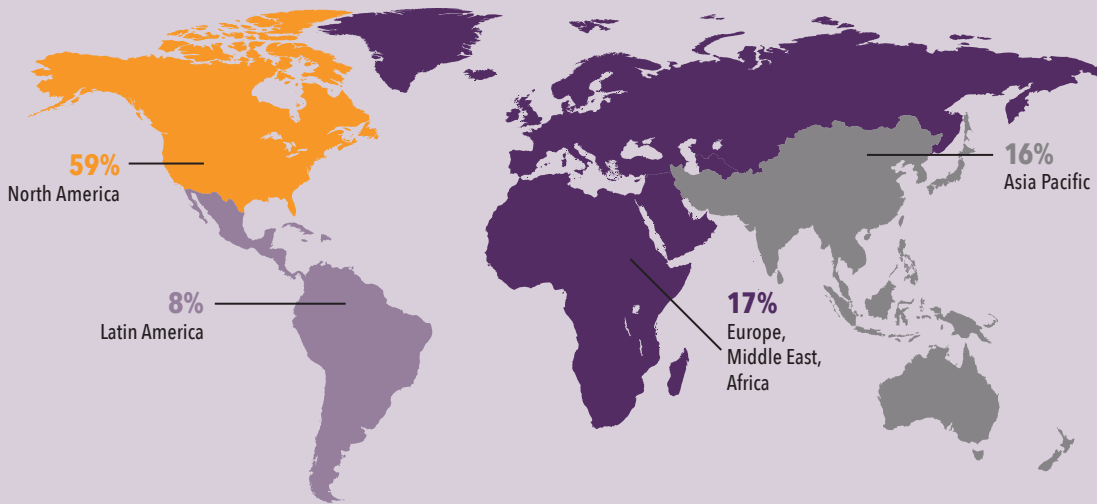 59%
North America
16%
Asia Pacific
8%
Latin America
17%
Europe,
Middle East,
Africa